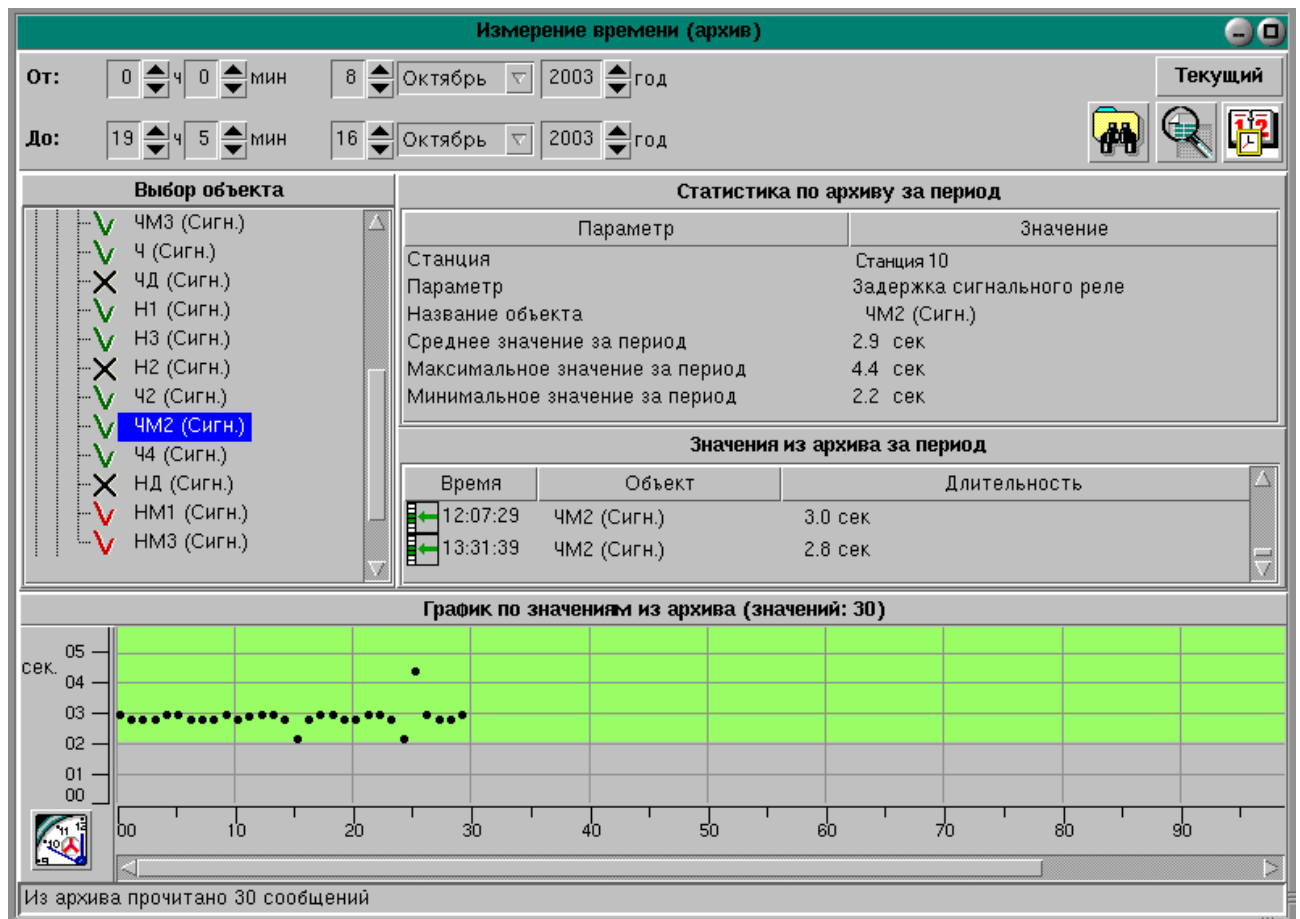 Измерение времени (архив)
От: 0 ч 0 мин 8 Октябрь 2003 год Текущий
До: 19 ч 5 мин 16 Октябрь 2003 год
Выбор объекта
ЧМ3 (Сигн.)
Ч (Сигн.)
ЧД (Сигн.)
Н1 (Сигн.)
Н3 (Сигн.)
Н2 (Сигн.)
Ч2 (Сигн.)
ЧМ2 (Сигн.)
Ч4 (Сигн.)
НД (Сигн.)
НМ1 (Сигн.)
НМ3 (Сигн.)
Статистика по архиву за период
Параметр Значение
Станция Станция 10
Параметр Задержка сигнального реле
Название объекта ЧМ2 (Сигн.)
Среднее значение за период 2.9 сек
Максимальное значение за период 4.4 сек
Минимальное значение за период 2.2 сек
Значения из архива за период
Время Объект Длительность
12:07:29 ЧМ2 (Сигн.) 3.0 сек
13:31:39 ЧМ2 (Сигн.) 2.8 сек
График по значениям из архива (значений: 30)
05
сек.
04
03
02
01
00
00 10 20 30 40 50 60 70 80 90
Из архива прочитано 30 сообщений